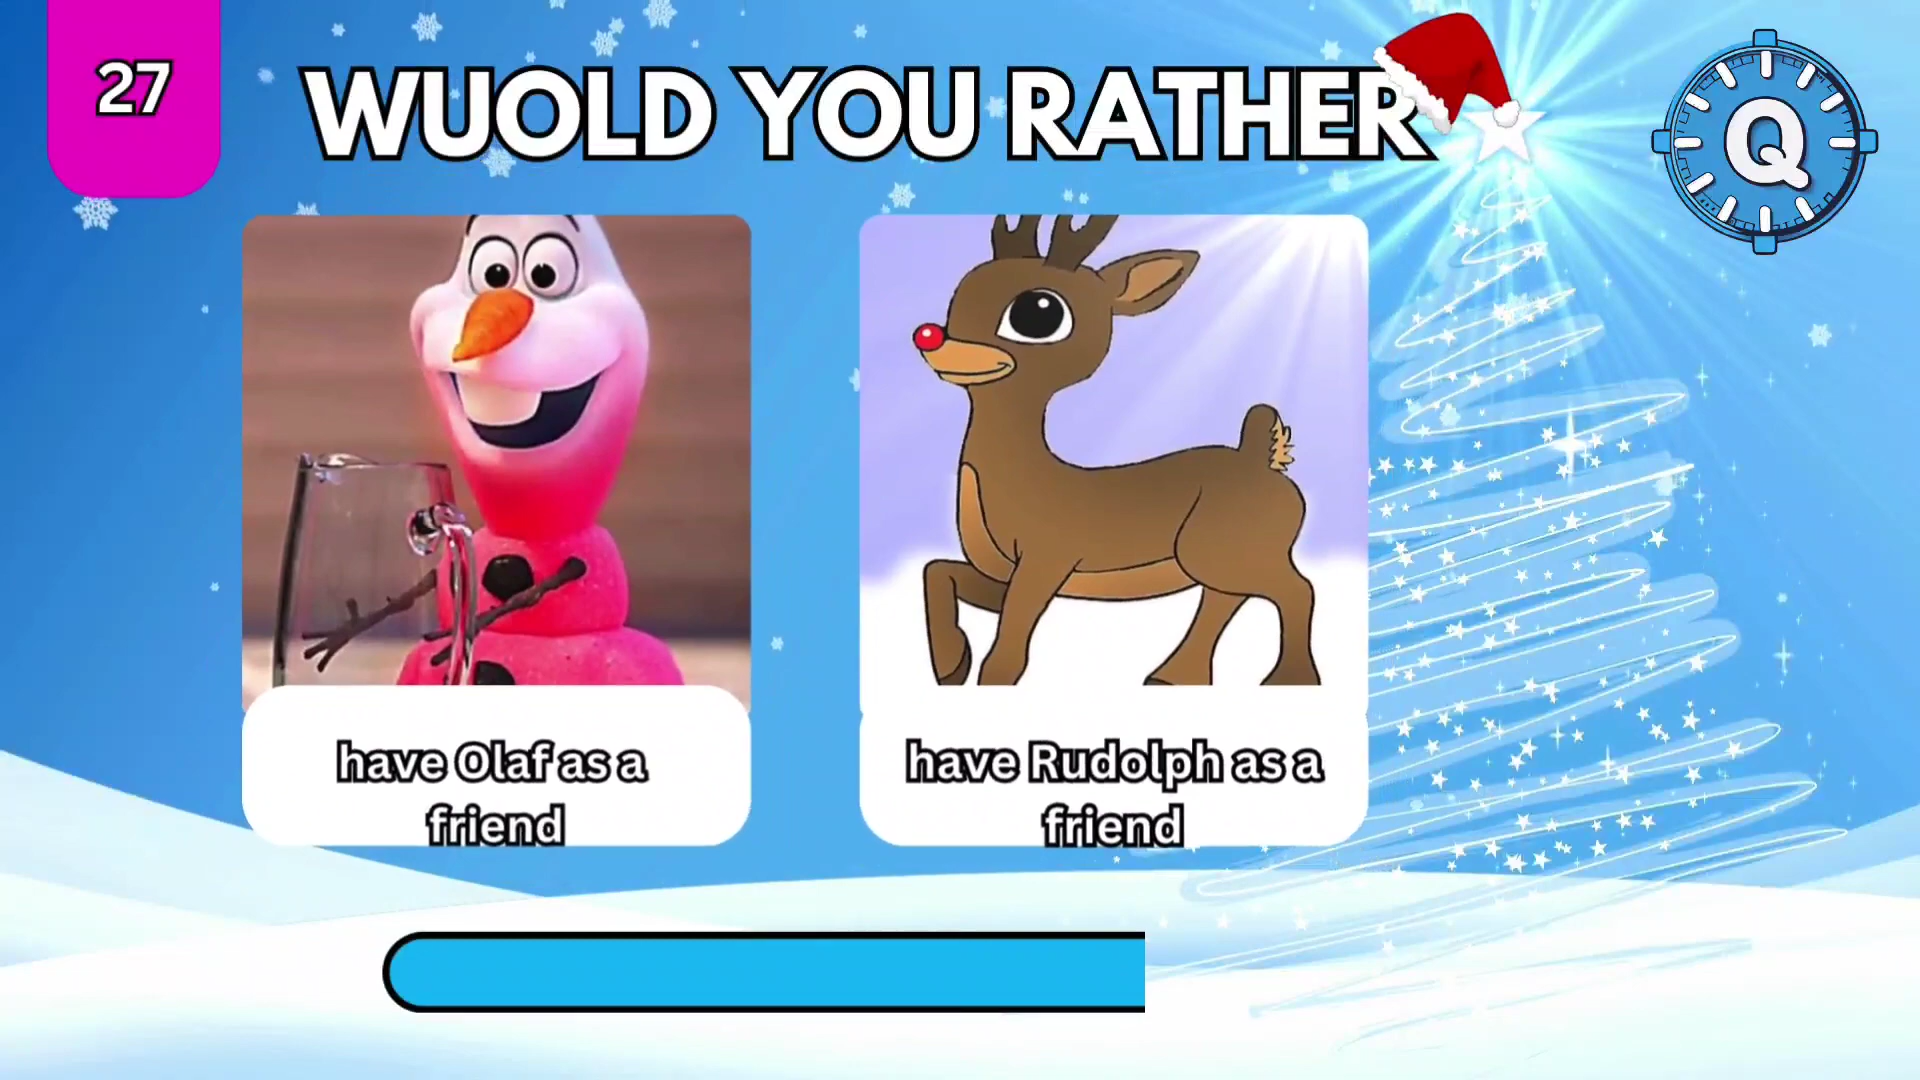 27
WUOLD YOU RATHER
Q
have Olaf as a
friend
have Rudolph as a
friend